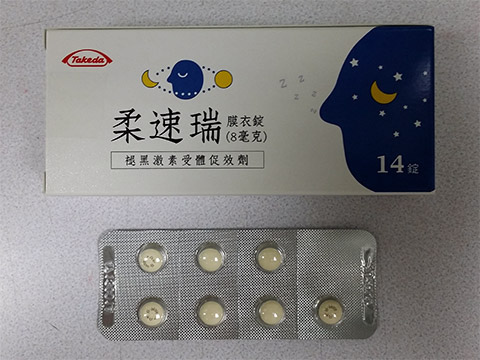 Takeda
柔速瑞 膜衣錠
(8毫克)
褪黑激素受體促效劑
z z z
14錠